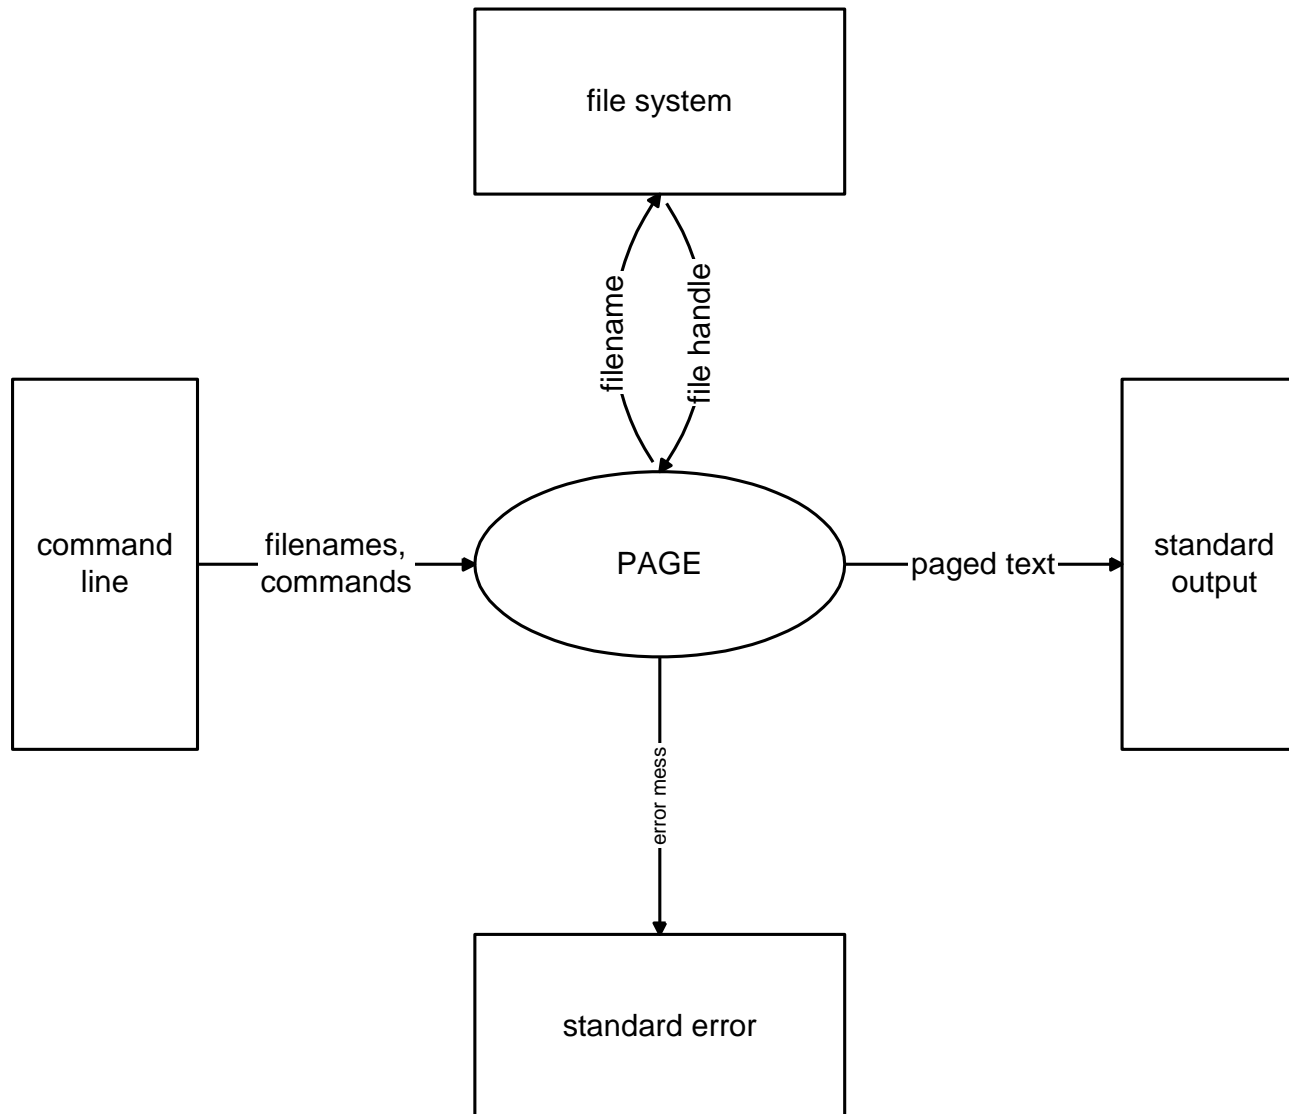 file system
filename
file handle
command
line
filenames,
commands
PAGE
paged text
standard
output
error mess
standard error